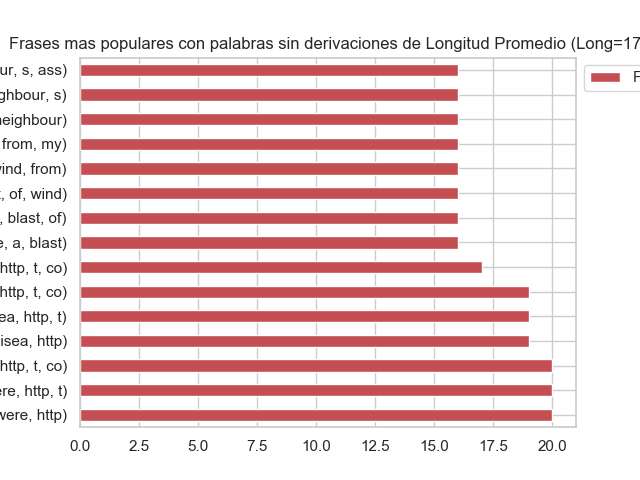 Frases mas populares con palabras sin derivaciones de Longitud Promedio (Long=17
ur, s, ass)
ghbour, s)
neighbour)
from, my)
wind, from)
, of, wind)
, blast, of)
e, a, blast)
http, t, co)
http, t, co)
ea, http, t)
isea, http)
http, t, co)
ere, http, t)
were, http)
0.0 2.5 5.0 7.5 10.0 12.5 15.0 17.5 20.0
F